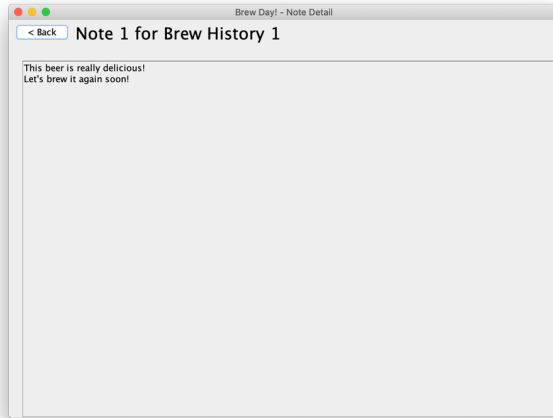 Brew Day! - Note Detail
< Back
Note 1 for Brew History 1
This beer is really delicious!
Let's brew it again soon!